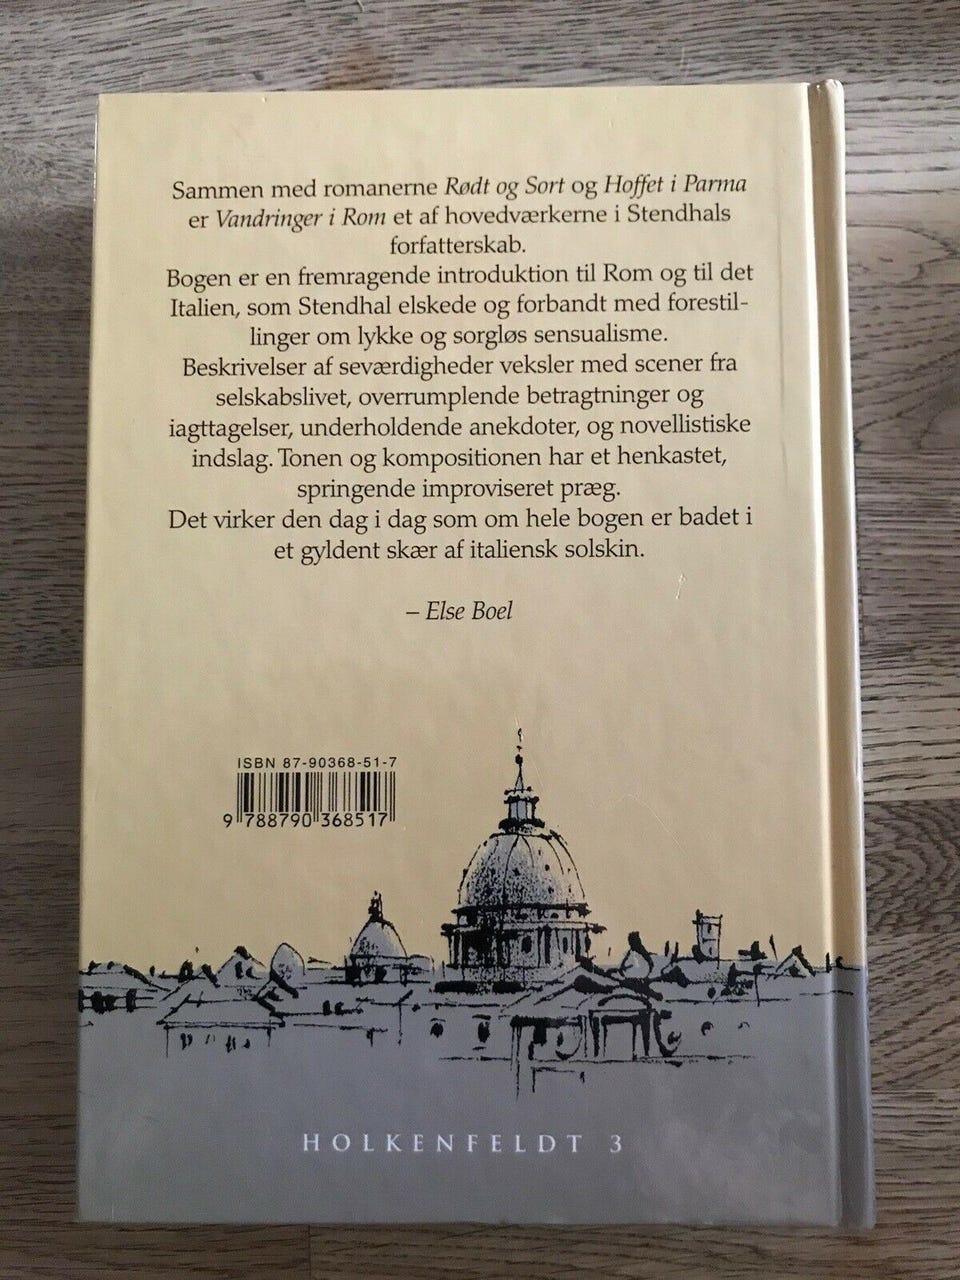 Sammen med romanerne Rødt og Sort og Hoffet i Parma
er Vandringer i Rom et af hovedværkerne i Stendhals
forfatterskab.
Bogen er en fremragende introduktion til Rom og til det
Italien, som Stendhal elskede og forbandt med forestil-
linger om lykke og sorgløs sensualisme.
Beskrivelser af seværdigheder veksler med scener fra
selskabslivet, overrumplende betragtninger og
iagttagelser, underholdende anekdoter, og novellistiske
indslag. Tonen og kompositionen har et henkastet,
springende improviseret præg.
Det virker den dag i dag som om hele bogen er badet i
et gyldent skær af italiensk solskin.
– Else Boel
ISBN 87-90368-51-7
9 788790 368517
HOLKENFELDT 3